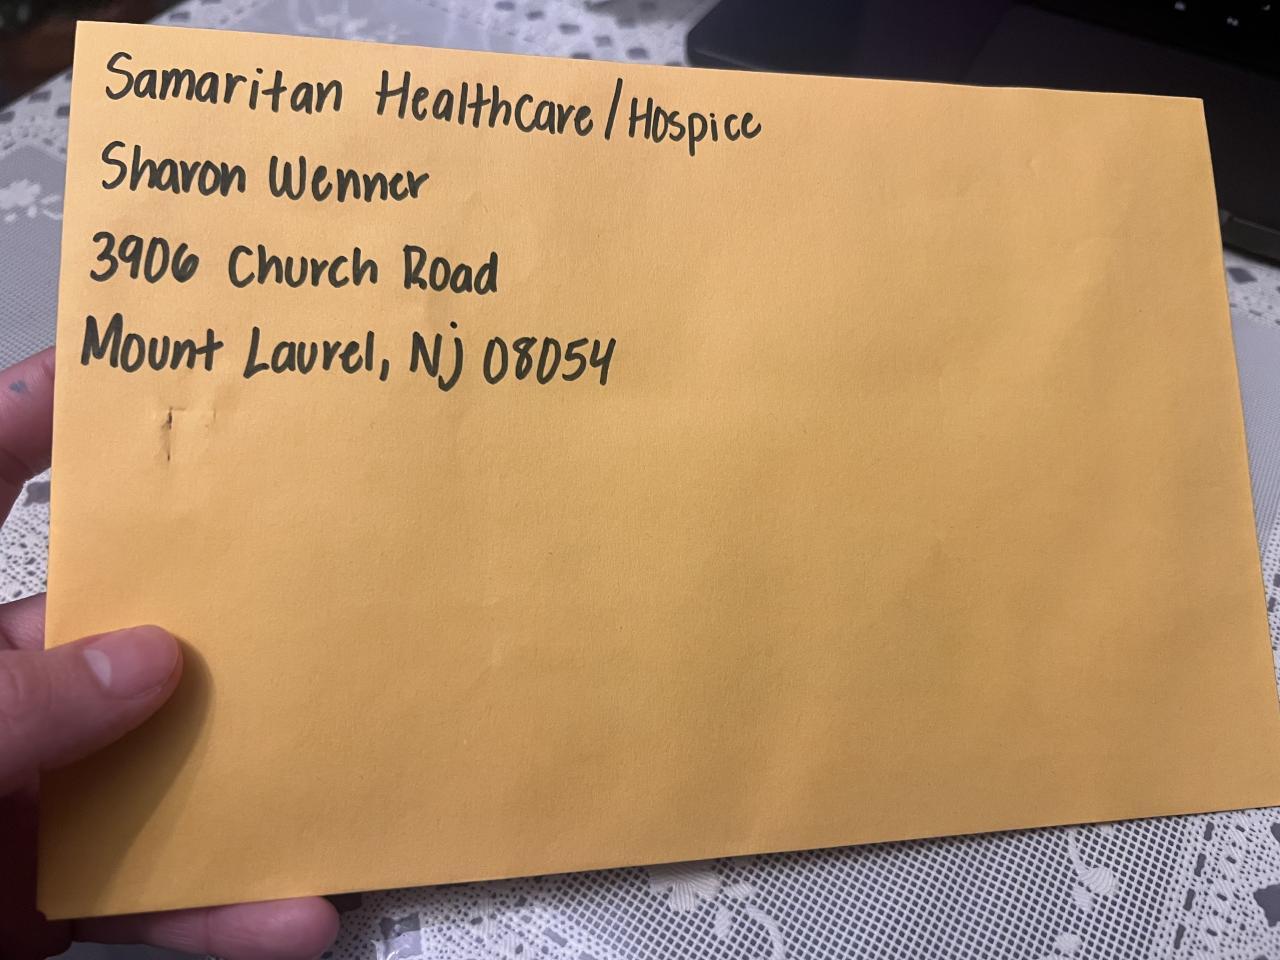 Samaritan Healthcare/Hospice
Sharon Wenner
3906 Church Road
Mount Laurel, Nj 08054